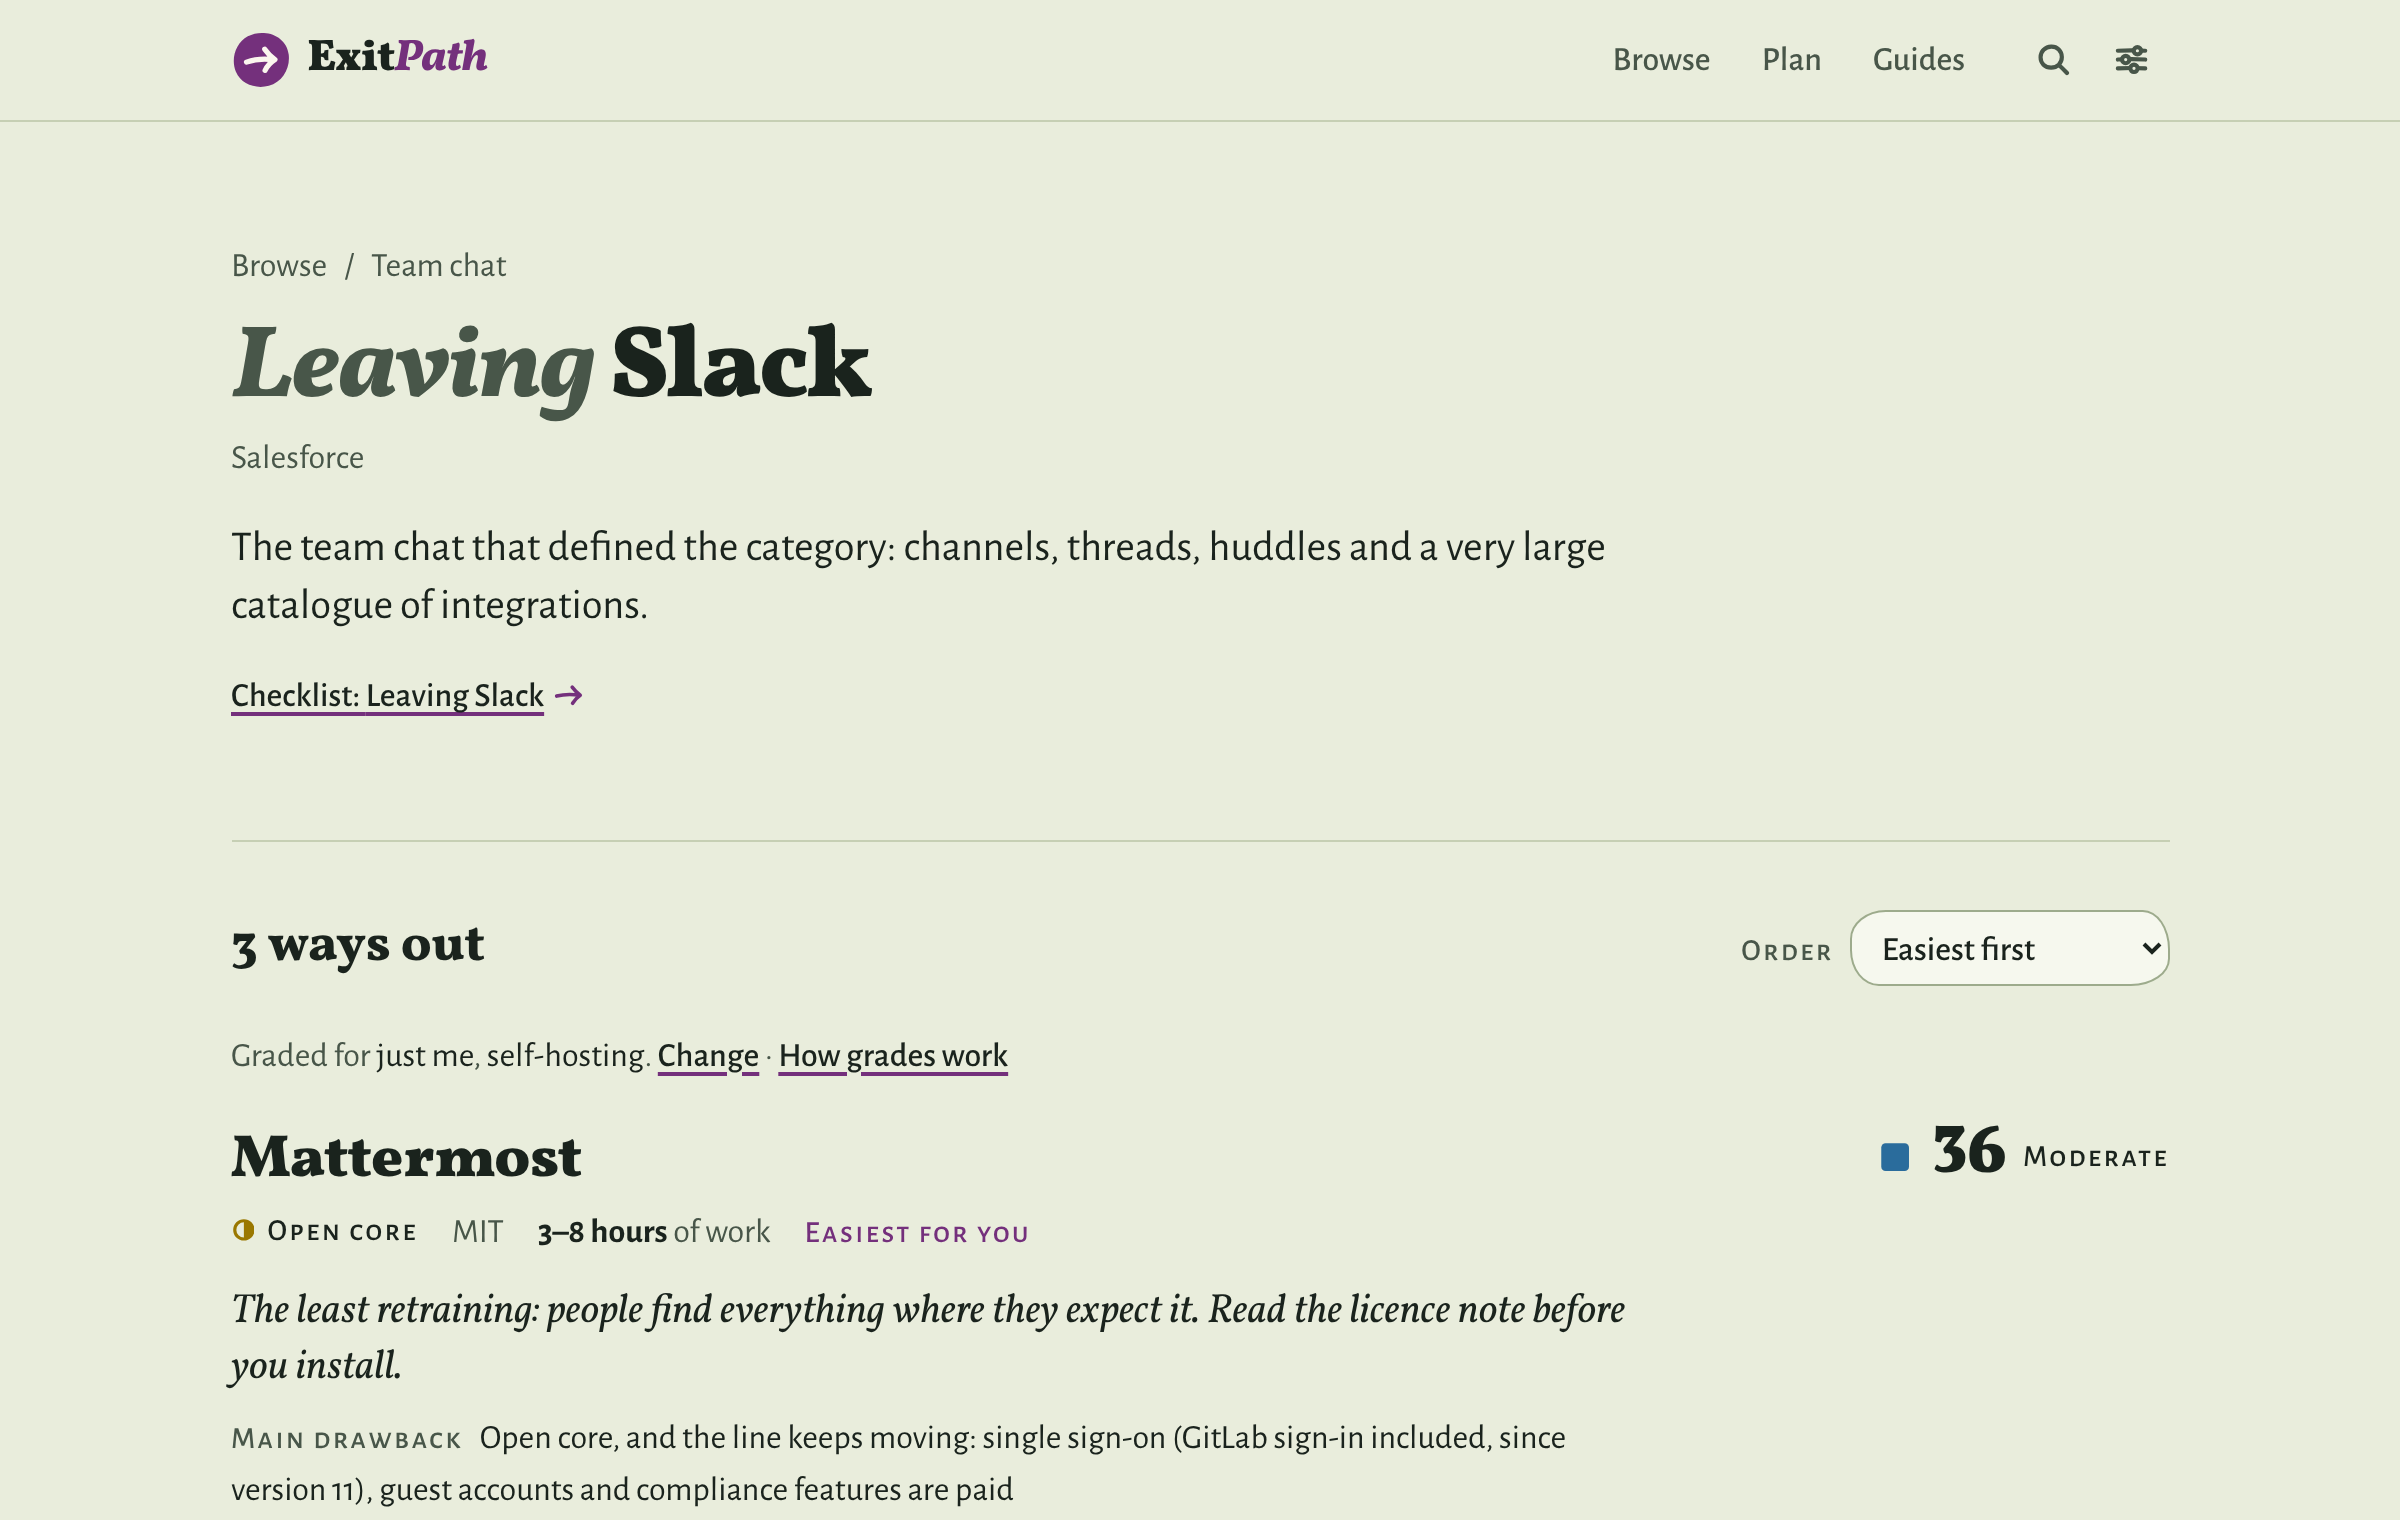 ExitPath
Browse Plan Guides
Browse / Team chat
Leaving Slack
Salesforce
The team chat that defined the category: channels, threads, huddles and a very large
catalogue of integrations.
Checklist: Leaving Slack →
3 ways out
Order Easiest first
Graded for just me, self-hosting. Change · How grades work
Mattermost
36 Moderate
Open core MIT 3–8 hours of work Easiest for you
The least retraining: people find everything where they expect it. Read the licence note before
you install.
Main drawback Open core, and the line keeps moving: single sign-on (GitLab sign-in included, since
version 11), guest accounts and compliance features are paid